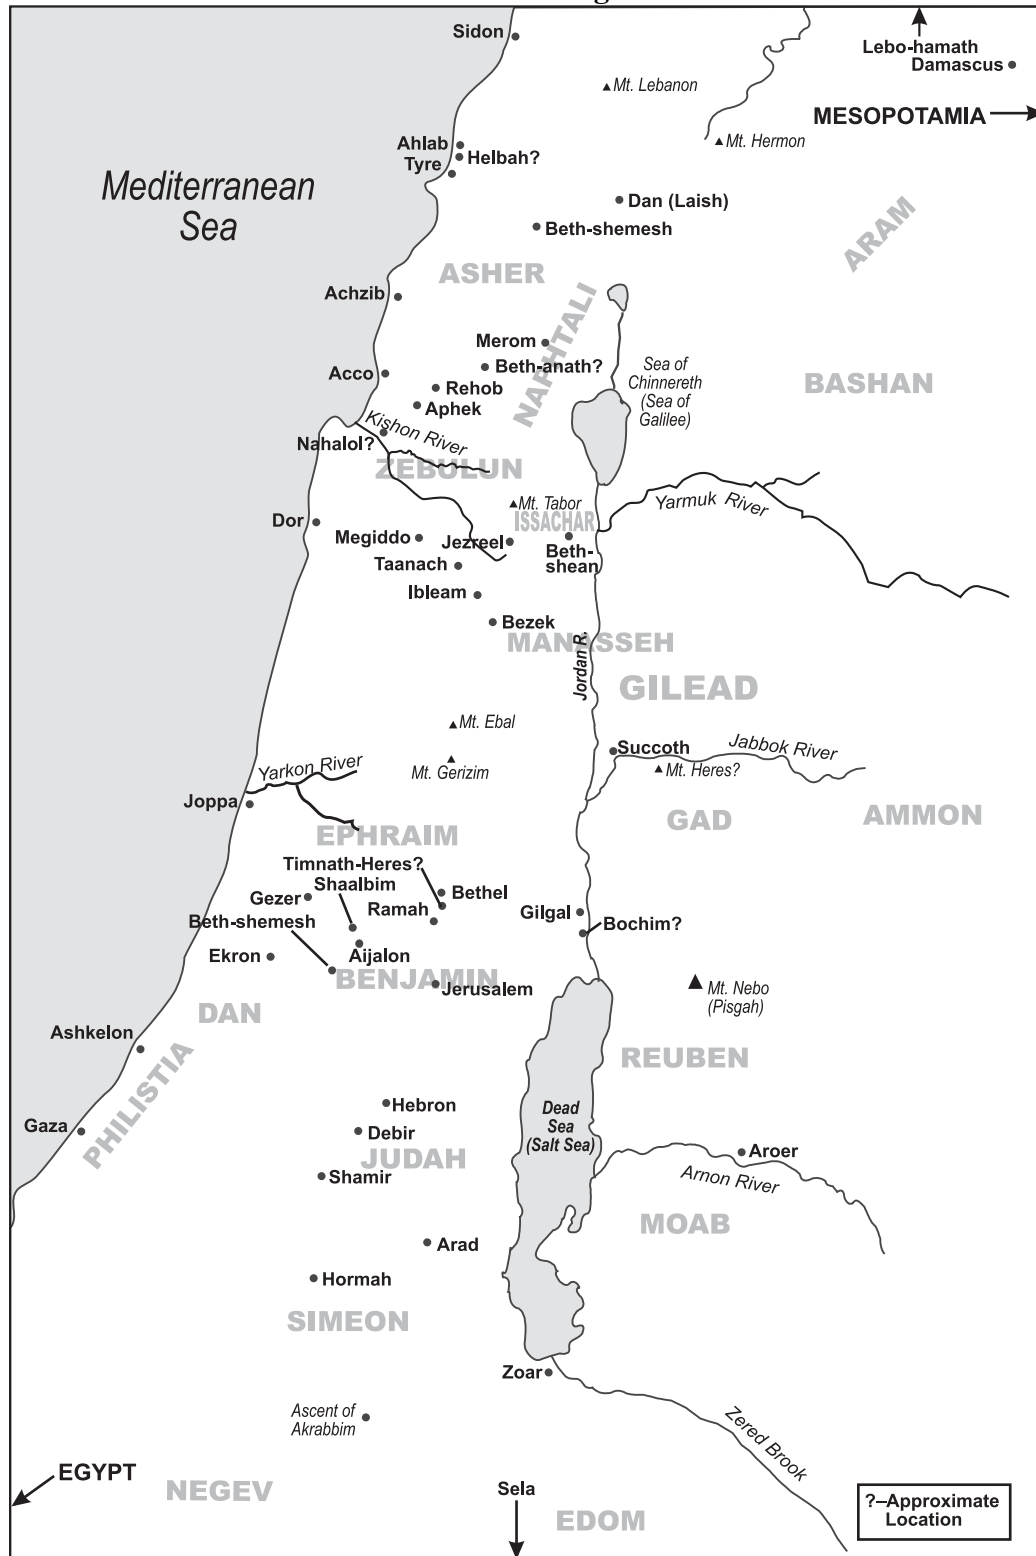 Sidon
Lebo-hamath
Damascus
Mt. Lebanon
MESOPOTAMIA
Mt. Hermon
Ahlab
Tyre
Helbah?
Mediterranean
Sea
Dan (Laish)
Beth-shemesh
ARAM
ASHER
Achzib
NAPHTALI
Merom
Beth-anath?
Sea of
Chinnereth
(Sea of
Galilee)
Acco
Rehob
Aphek
BASHAN
Kishon River
Nahalol?
ZEBULUN
Mt. Tabor
ISSACHAR
Yarmuk River
Dor
Megiddo
Jezreel
Beth-
shean
Taanach
Ibleam
Bezek
MANASSEH
Jordan R.
GILEAD
Mt. Ebal
Mt. Gerizim
Succoth
Jabbok River
Mt. Heres?
Yarkon River
Joppa
EPHRAIM
GAD
AMMON
Timnath-Heres?
Shaalbim
Gezer
Bethel
Ramah
Beth-shemesh
Gilgal
Bochim?
Ekron
Aijalon
BENJAMIN
Jerusalem
Mt. Nebo
(Pisgah)
DAN
Ashkelon
REUBEN
PHILISTIA
Gaza
Hebron
Debir
JUDAH
Dead
Sea
(Salt Sea)
Shamir
Aroer
Arnon River
MOAB
Arad
Hormah
SIMEON
Zoar
Ascent of
Akrabbim
Zered Brook
EGYPT
NEGEV
Sela
EDOM
?–Approximate
Location